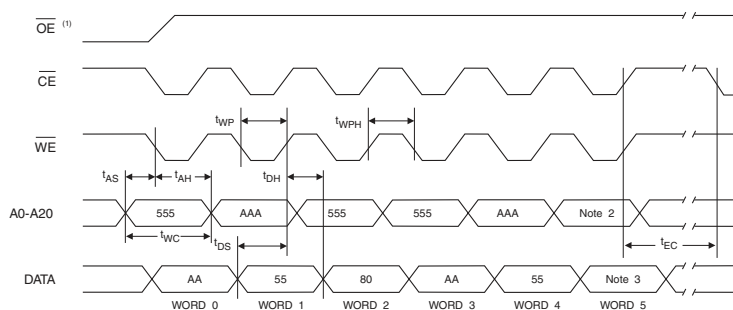 OE (1)
CE
tWP
tWPH
WE
tAS
tAH
tDH
A0-A20
555
AAA
555
555
AAA
Note 2
tWC
tDS
tEC
DATA
AA
55
80
AA
55
Note 3
WORD 0
WORD 1
WORD 2
WORD 3
WORD 4
WORD 5